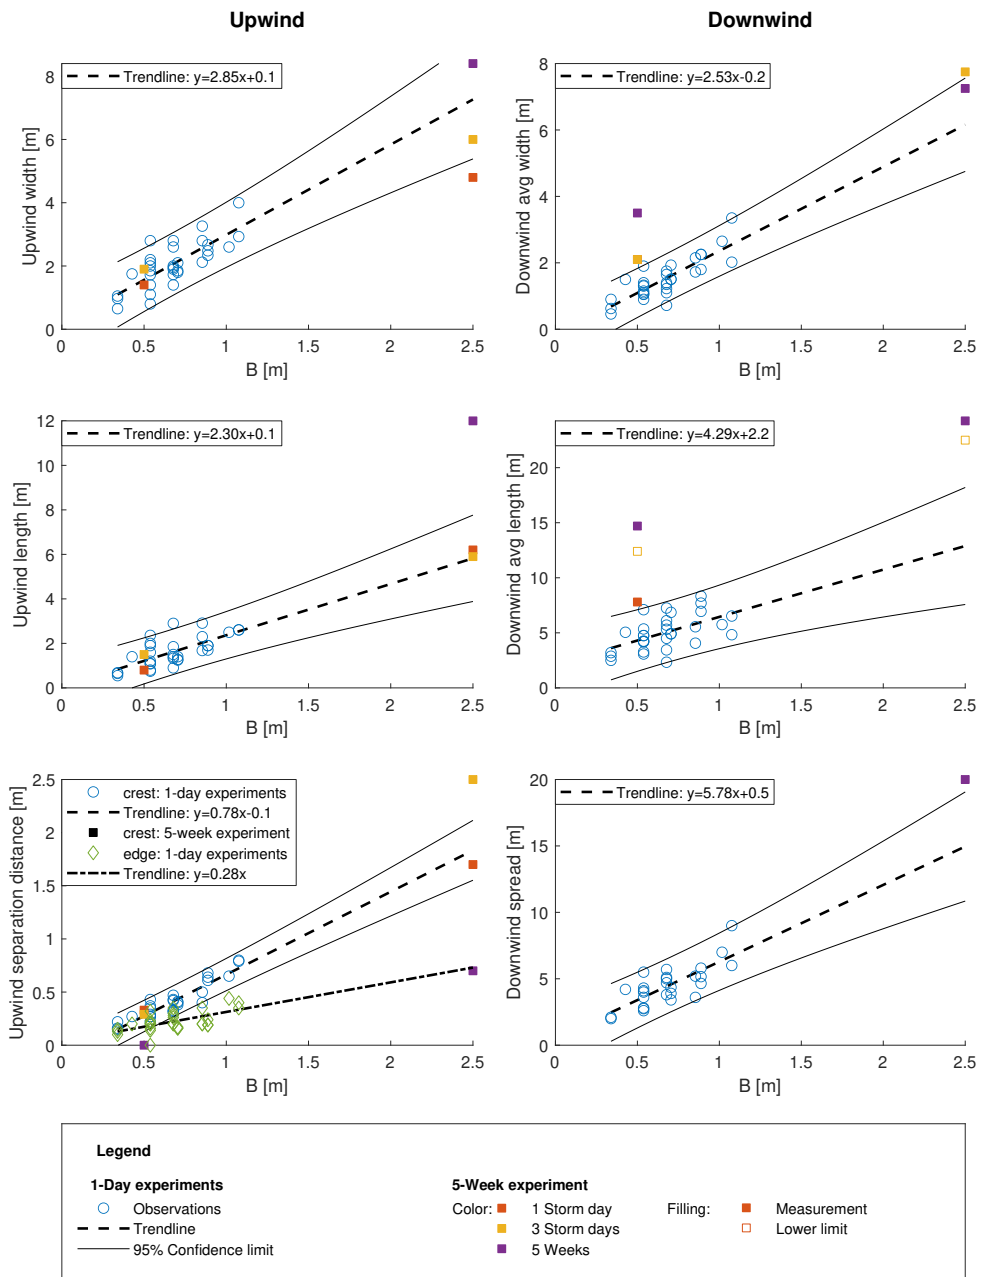 Upwind
Downwind
Trendline: y=2.85x+0.1
Upwind width [m]
0 2 4 6 8
0 0.5 1 1.5 2 2.5
B [m]
Trendline: y=2.53x-0.2
Downwind avg width [m]
0 2 4 6 8
0 0.5 1 1.5 2 2.5
B [m]
Trendline: y=2.30x+0.1
Upwind length [m]
0 2 4 6 8 10 12
0 0.5 1 1.5 2 2.5
B [m]
Trendline: y=4.29x+2.2
Downwind avg length [m]
0 5 10 15 20
0 0.5 1 1.5 2 2.5
B [m]
crest: 1-day experiments
Trendline: y=0.78x-0.1
crest: 5-week experiment
edge: 1-day experiments
Trendline: y=0.28x
Upwind separation distance [m]
0 0.5 1 1.5 2 2.5
0 0.5 1 1.5 2 2.5
B [m]
Trendline: y=5.78x+0.5
Downwind spread [m]
0 5 10 15 20
0 0.5 1 1.5 2 2.5
B [m]
Legend
1-Day experiments
Observations
Trendline
95% Confidence limit
5-Week experiment
Color: 1 Storm day
3 Storm days
5 Weeks
Filling: Measurement
Lower limit